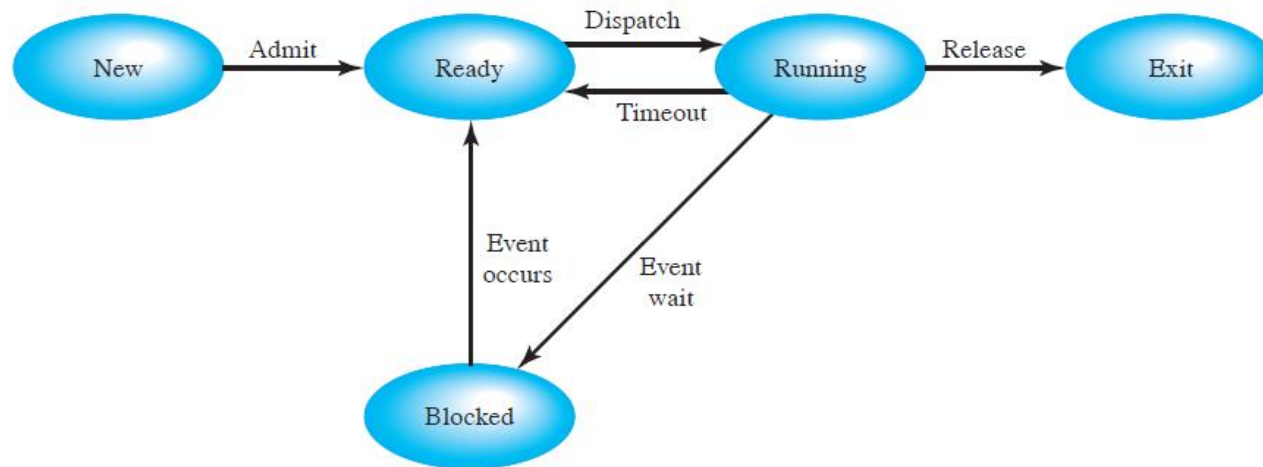 Dispatch
New
Admit
Ready
Running
Release
Exit
Timeout
Event
occurs
Event
wait
Blocked